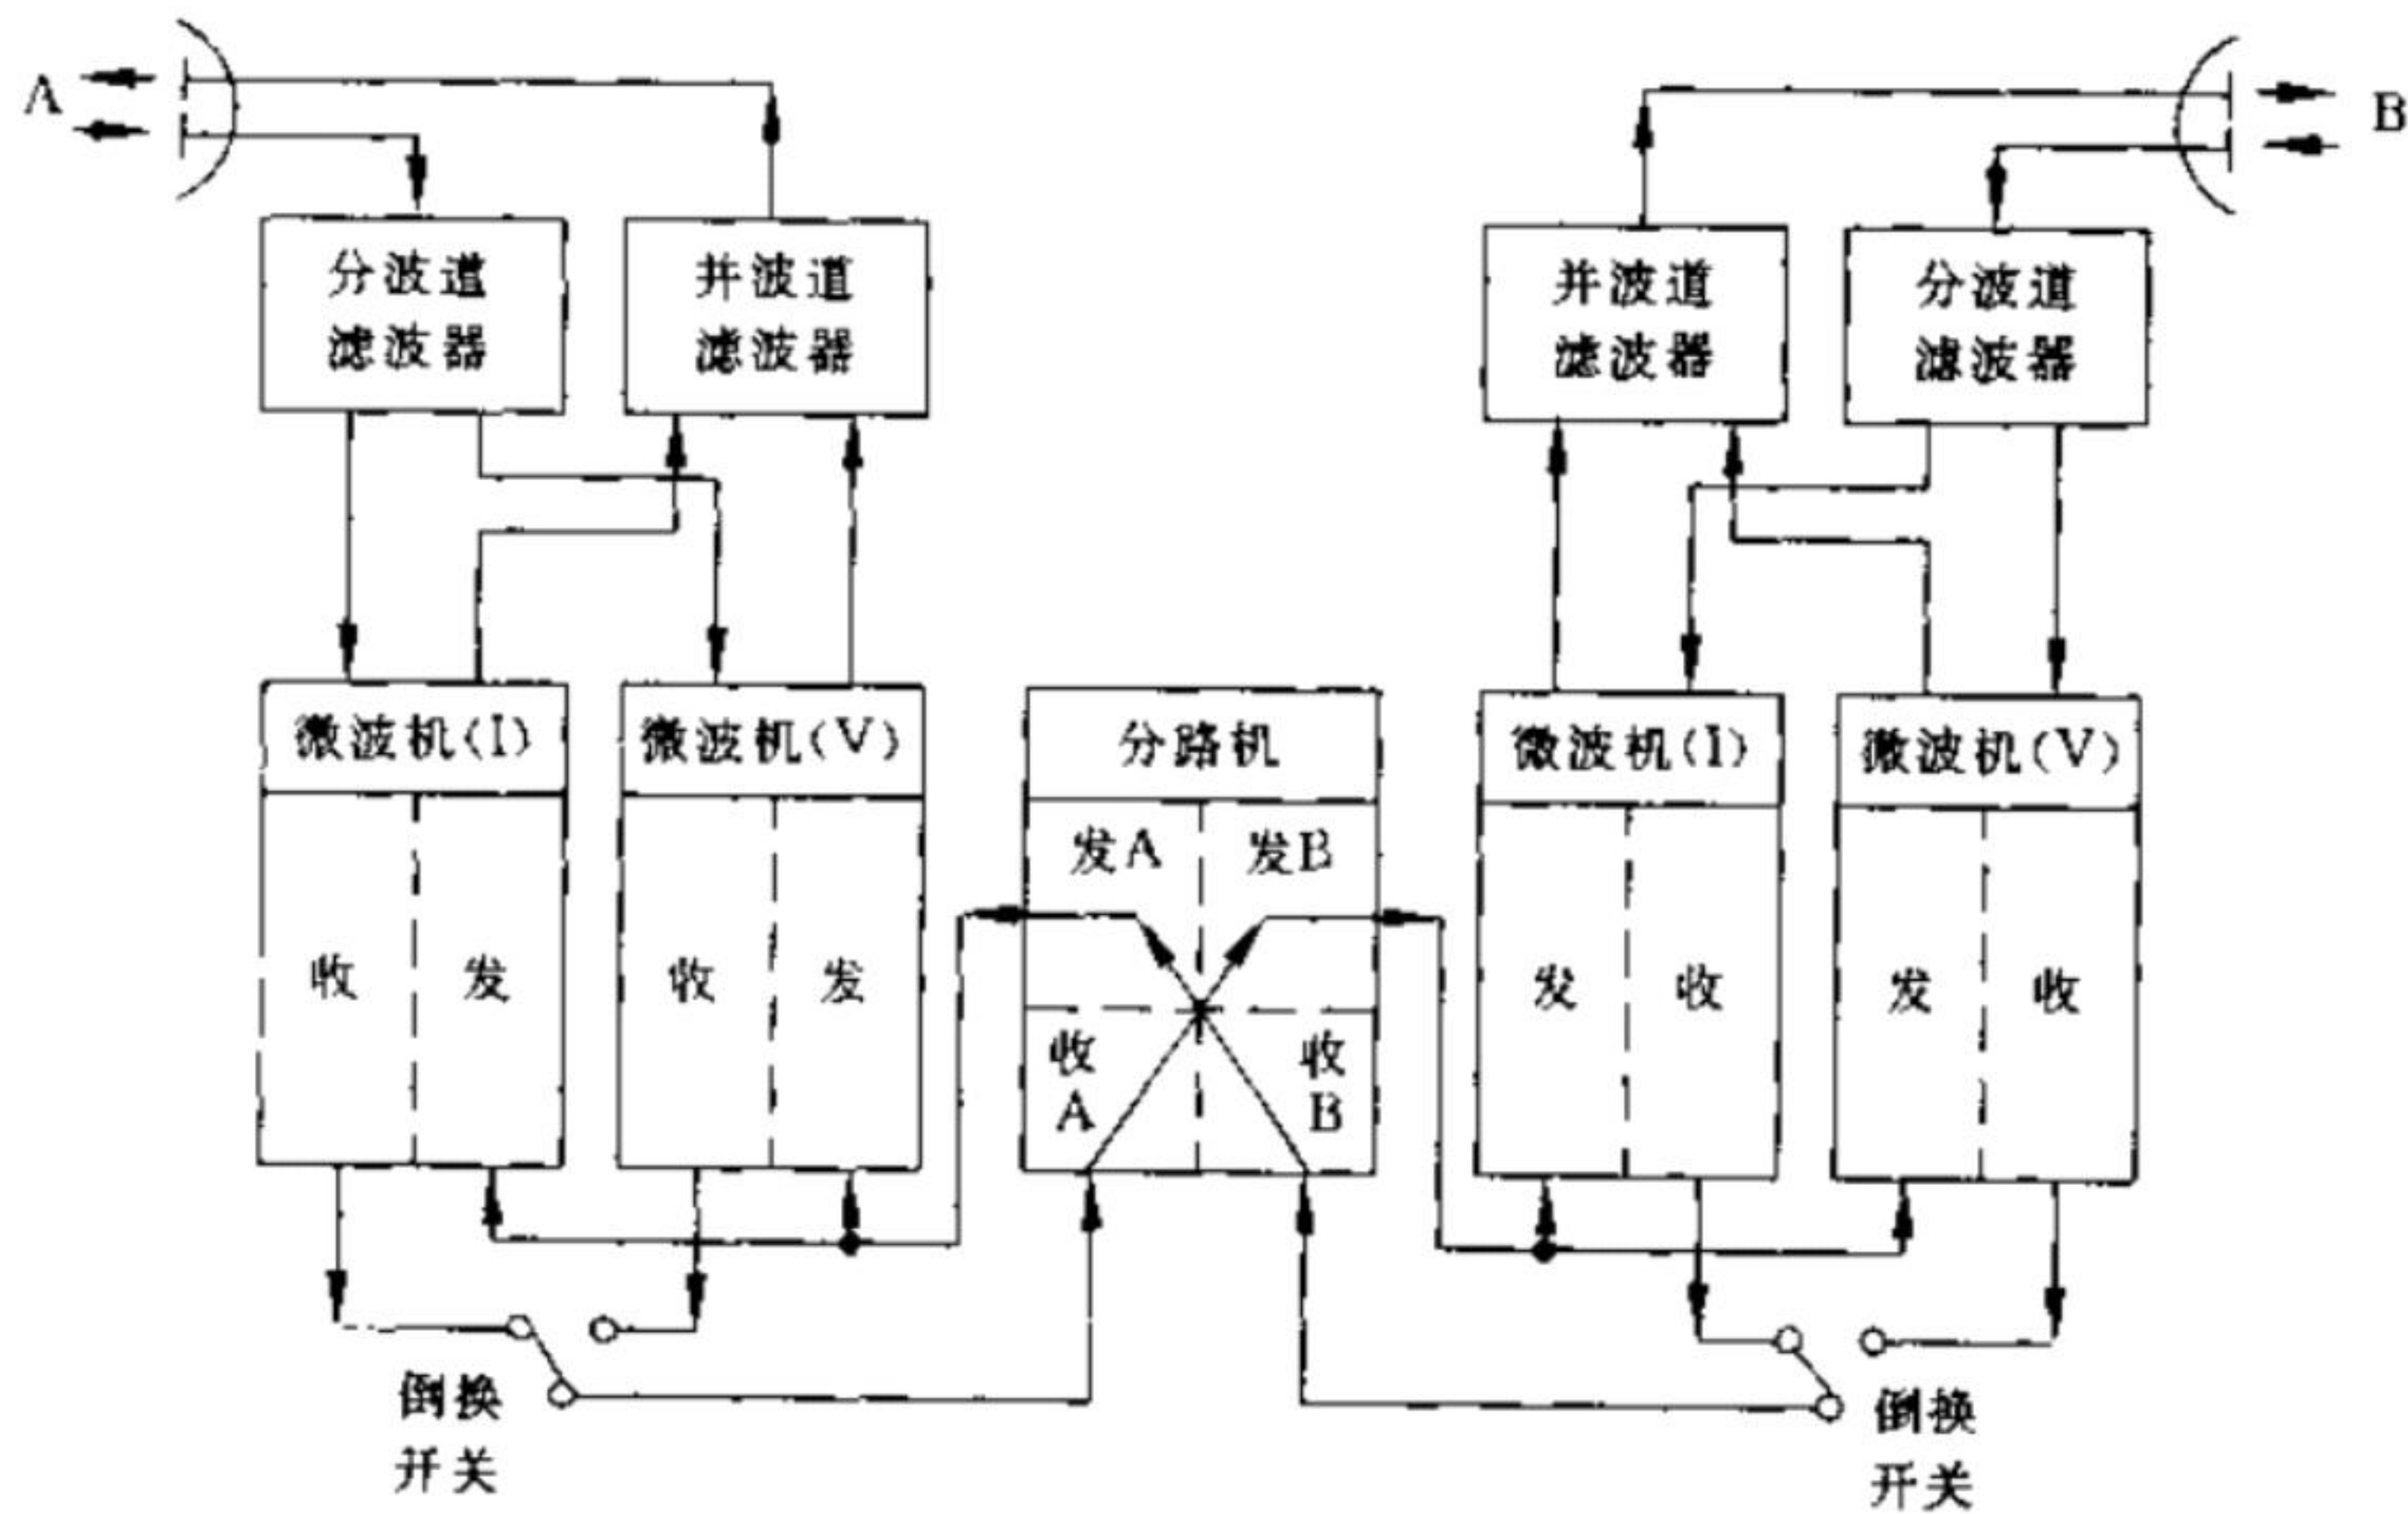 A
B
分波道
滤波器
并波道
滤波器
并波道
滤波器
分波道
滤波器
微波机(I)
微波机(V)
分路机
微波机(I)
微波机(V)
发A
发B
收
发
收
发
收
A
收
B
发
收
发
收
倒换
开关
倒换
开关